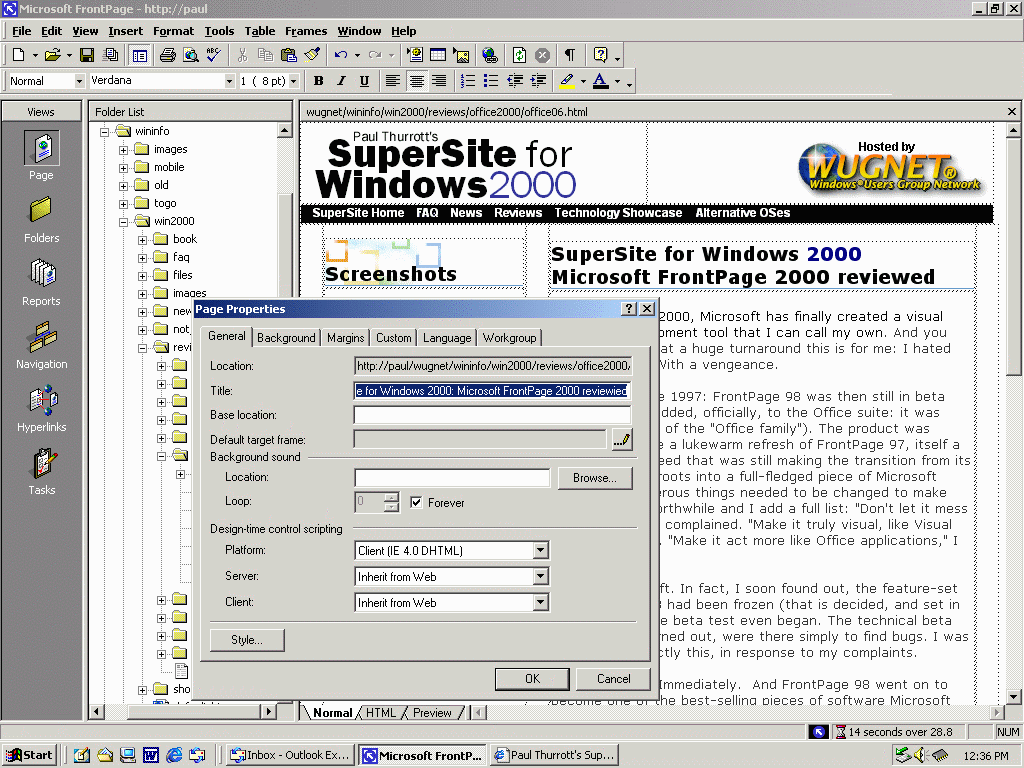 Microsoft FrontPage - http://paul
File Edit View Insert Format Tools Table Frames Window Help
Normal Verdana 1 ( 8 pt) B I U A
Views
Page
Folders
Reports
Navigation
Hyperlinks
Tasks
Folder List
wininfo
images
mobile
old
togo
win2000
book
faq
files
images
new
not_
revi
sho
wugnet/wininfo/win2000/reviews/office2000/office06.html
Paul Thurrott's
SuperSite for
Windows2000
Hosted by
WUGNET®
Windows® Users Group Network
SuperSite Home FAQ News Reviews Technology Showcase Alternative OSes
Screenshots
SuperSite for Windows 2000
Microsoft FrontPage 2000 reviewed
2000, Microsoft has finally created a visual
ment tool that I can call my own. And you
at a huge turnaround this is for me: I hated
With a vengeance.
e 1997: FrontPage 98 was then still in beta
dded, officially, to the Office suite: it was
of the "Office family"). The product was
e a lukewarm refresh of FrontPage 97, itself a
eed that was still making the transition from its
roots into a full-fledged piece of Microsoft
erous things needed to be changed to make
orthwhile and I add a full list: "Don't let it mess
complained. "Make it truly visual, like Visual
. "Make it act more like Office applications," I
ft. In fact, I soon found out, the feature-set
8 had been frozen (that is decided, and set in
e beta test even began. The technical beta
rned out, were there simply to find bugs. I was
ctly this, in response to my complaints.
Immediately. And FrontPage 98 went on to
become one of the best-selling pieces of software Microsoft
Page Properties
General Background Margins Custom Language Workgroup
Location: http://paul/wugnet/wininfo/win2000/reviews/office2000/
Title: e for Windows 2000: Microsoft FrontPage 2000 reviewied
Base location:
Default target frame:
Background sound
Location: Browse...
Loop: 0 Forever
Design-time control scripting
Platform: Client (IE 4.0 DHTML)
Server: Inherit from Web
Client: Inherit from Web
Style...
OK Cancel
Normal HTML Preview
14 seconds over 28.8 NUM
Start Inbox - Outlook Ex... Microsoft FrontP... Paul Thurrott's Sup... 12:36 PM